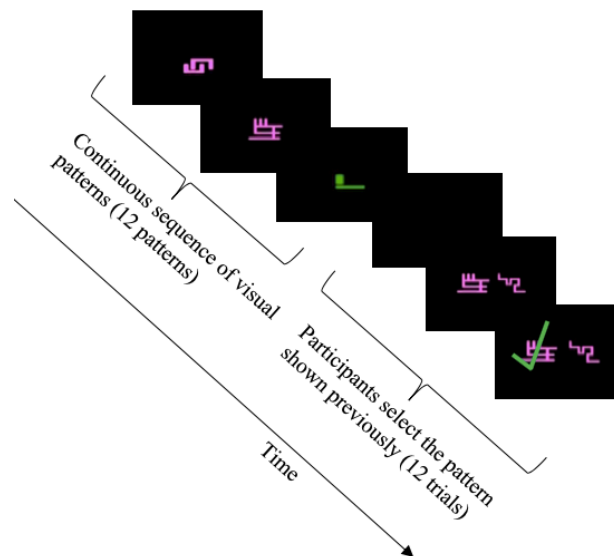 Continuous sequence of visual
patterns (12 patterns)
Participants select the pattern
shown previously (12 trials)
Time